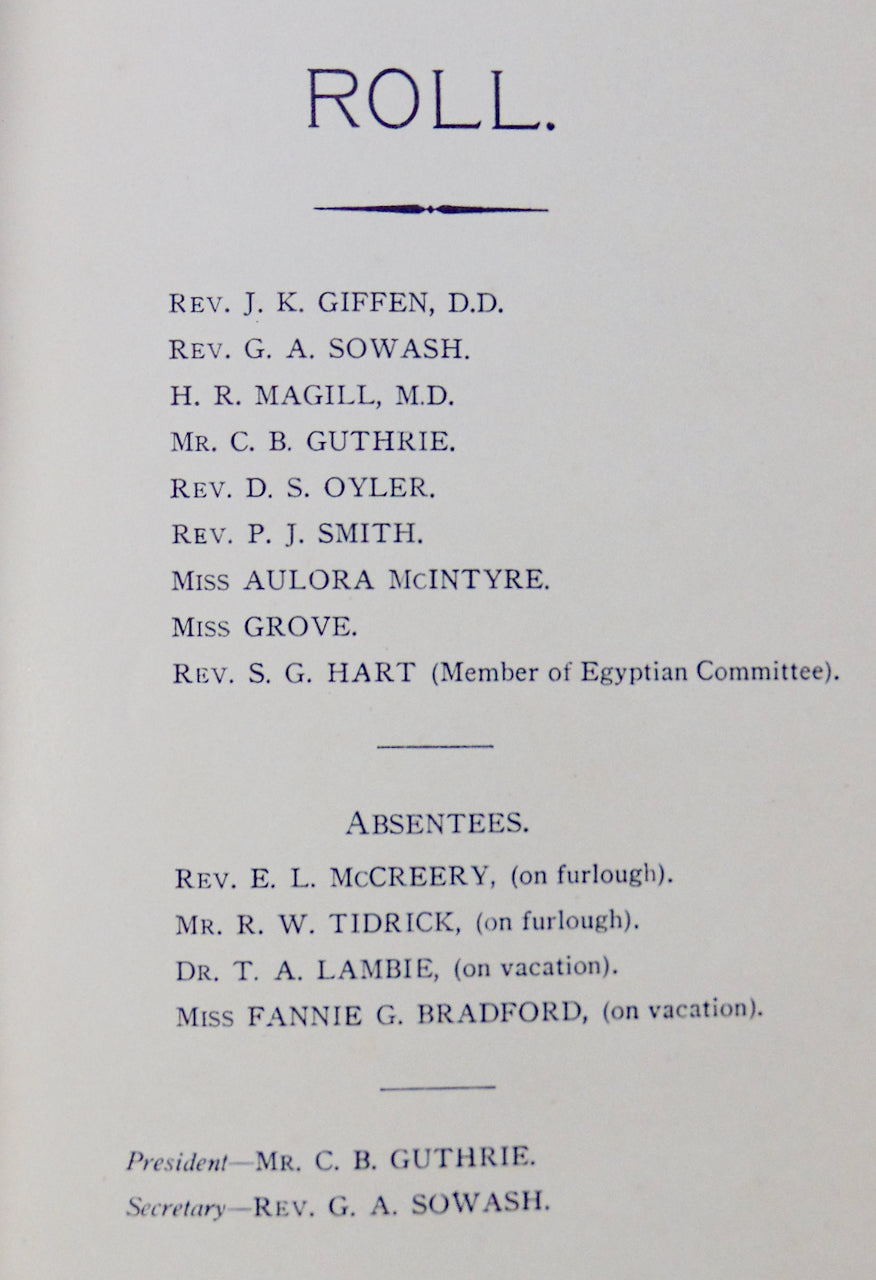 ROLL.
REV. J. K. GIFFEN, D.D.
REV. G. A. SOWASH.
H. R. MAGILL, M.D.
MR. C. B. GUTHRIE.
REV. D. S. OYLER.
REV. P. J. SMITH.
MISS AULORA McINTYRE.
MISS GROVE.
REV. S. G. HART (Member of Egyptian Committee).
ABSENTEES.
REV. E. L. McCREERY, (on furlough).
MR. R. W. TIDRICK, (on furlough).
DR. T. A. LAMBIE, (on vacation).
MISS FANNIE G. BRADFORD, (on vacation).
President—MR. C. B. GUTHRIE.
Secretary—REV. G. A. SOWASH.